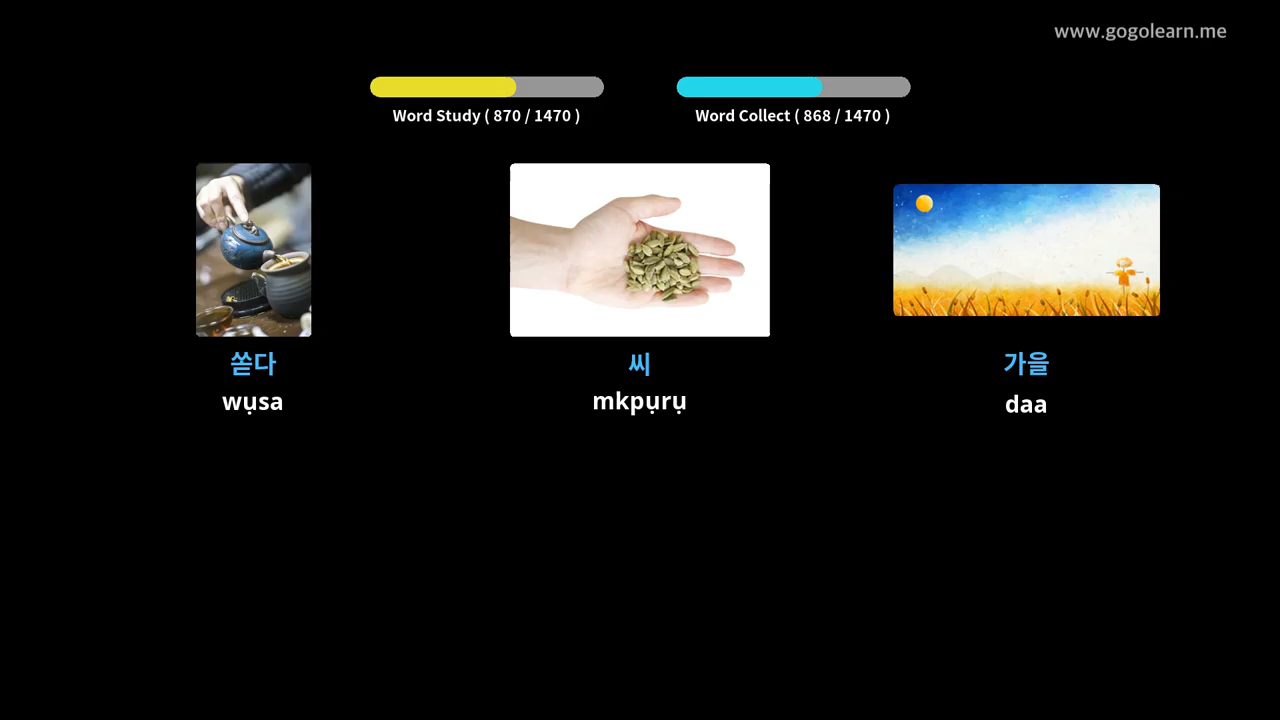 www.gogolearn.me
Word Study ( 870 / 1470 )
Word Collect ( 868 / 1470 )
쏟다
씨
가을
wụsa
mkpụrụ
daa